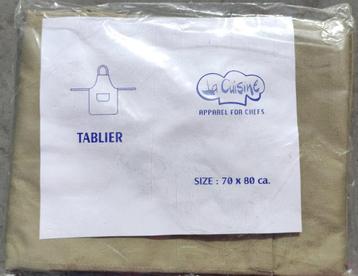 La Cuisine
APPAREL FOR CHEFS
TABLIER
SIZE : 70 x 80 ca.